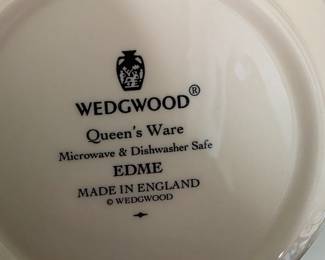 WEDGWOOD®
Queen's Ware
Microwave & Dishwasher Safe
EDME
MADE IN ENGLAND
© WEDGWOOD